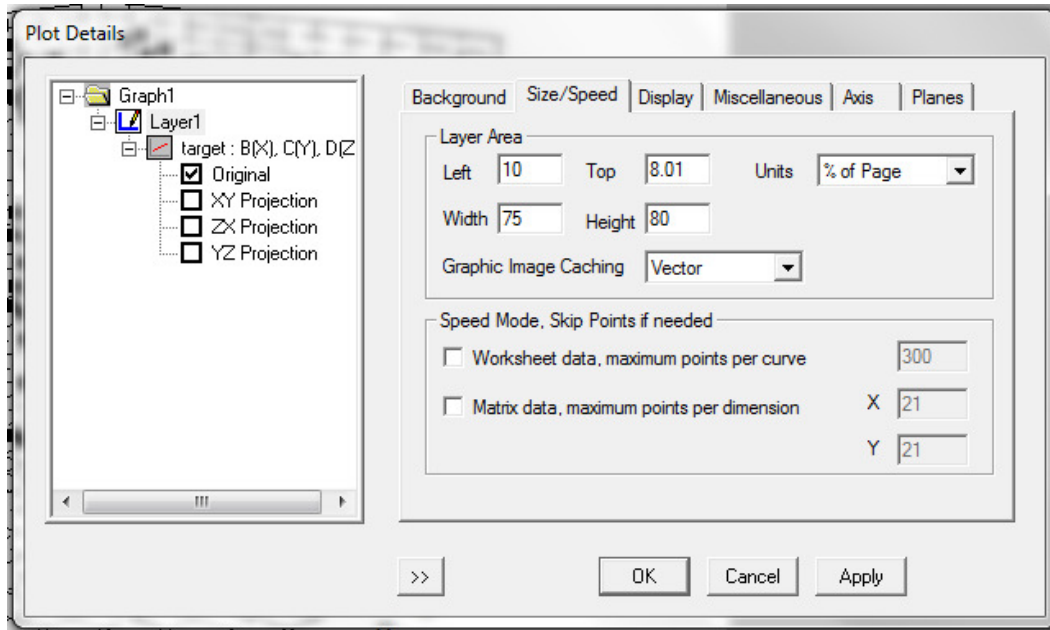 Plot Details
Graph1
Layer1
target : B(X), C(Y), D(Z
Original
XY Projection
ZX Projection
YZ Projection
Background Size/Speed Display Miscellaneous Axis Planes
Layer Area
Left 10 Top 8.01 Units % of Page
Width 75 Height 80
Graphic Image Caching Vector
Speed Mode, Skip Points if needed
Worksheet data, maximum points per curve 300
Matrix data, maximum points per dimension X 21
Y 21
>> OK Cancel Apply